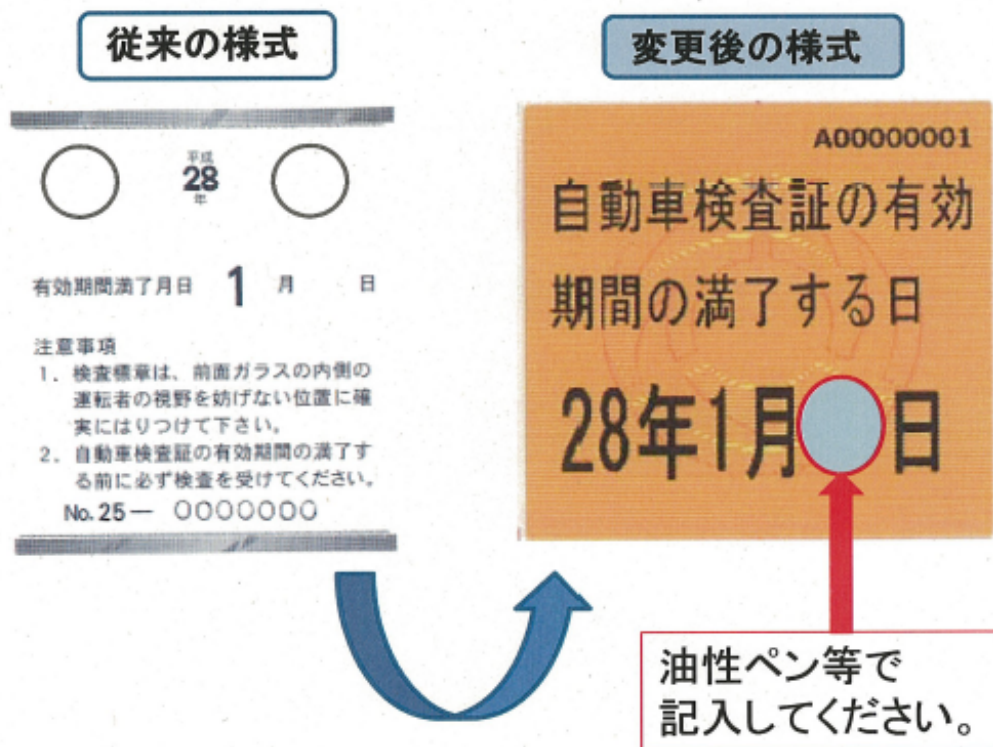 従来の様式
平成
28
年
有効期間満了月日 1 月 日
注意事項
1. 検査標章は、前面ガラスの内側の
運転者の視野を妨げない位置に確
実にはりつけて下さい。
2. 自動車検査証の有効期間の満了す
る前に必ず検査を受けてください。
No.25− 0000000
変更後の様式
A00000001
自動車検査証の有効
期間の満了する日
28年1月 日
油性ペン等で
記入してください。